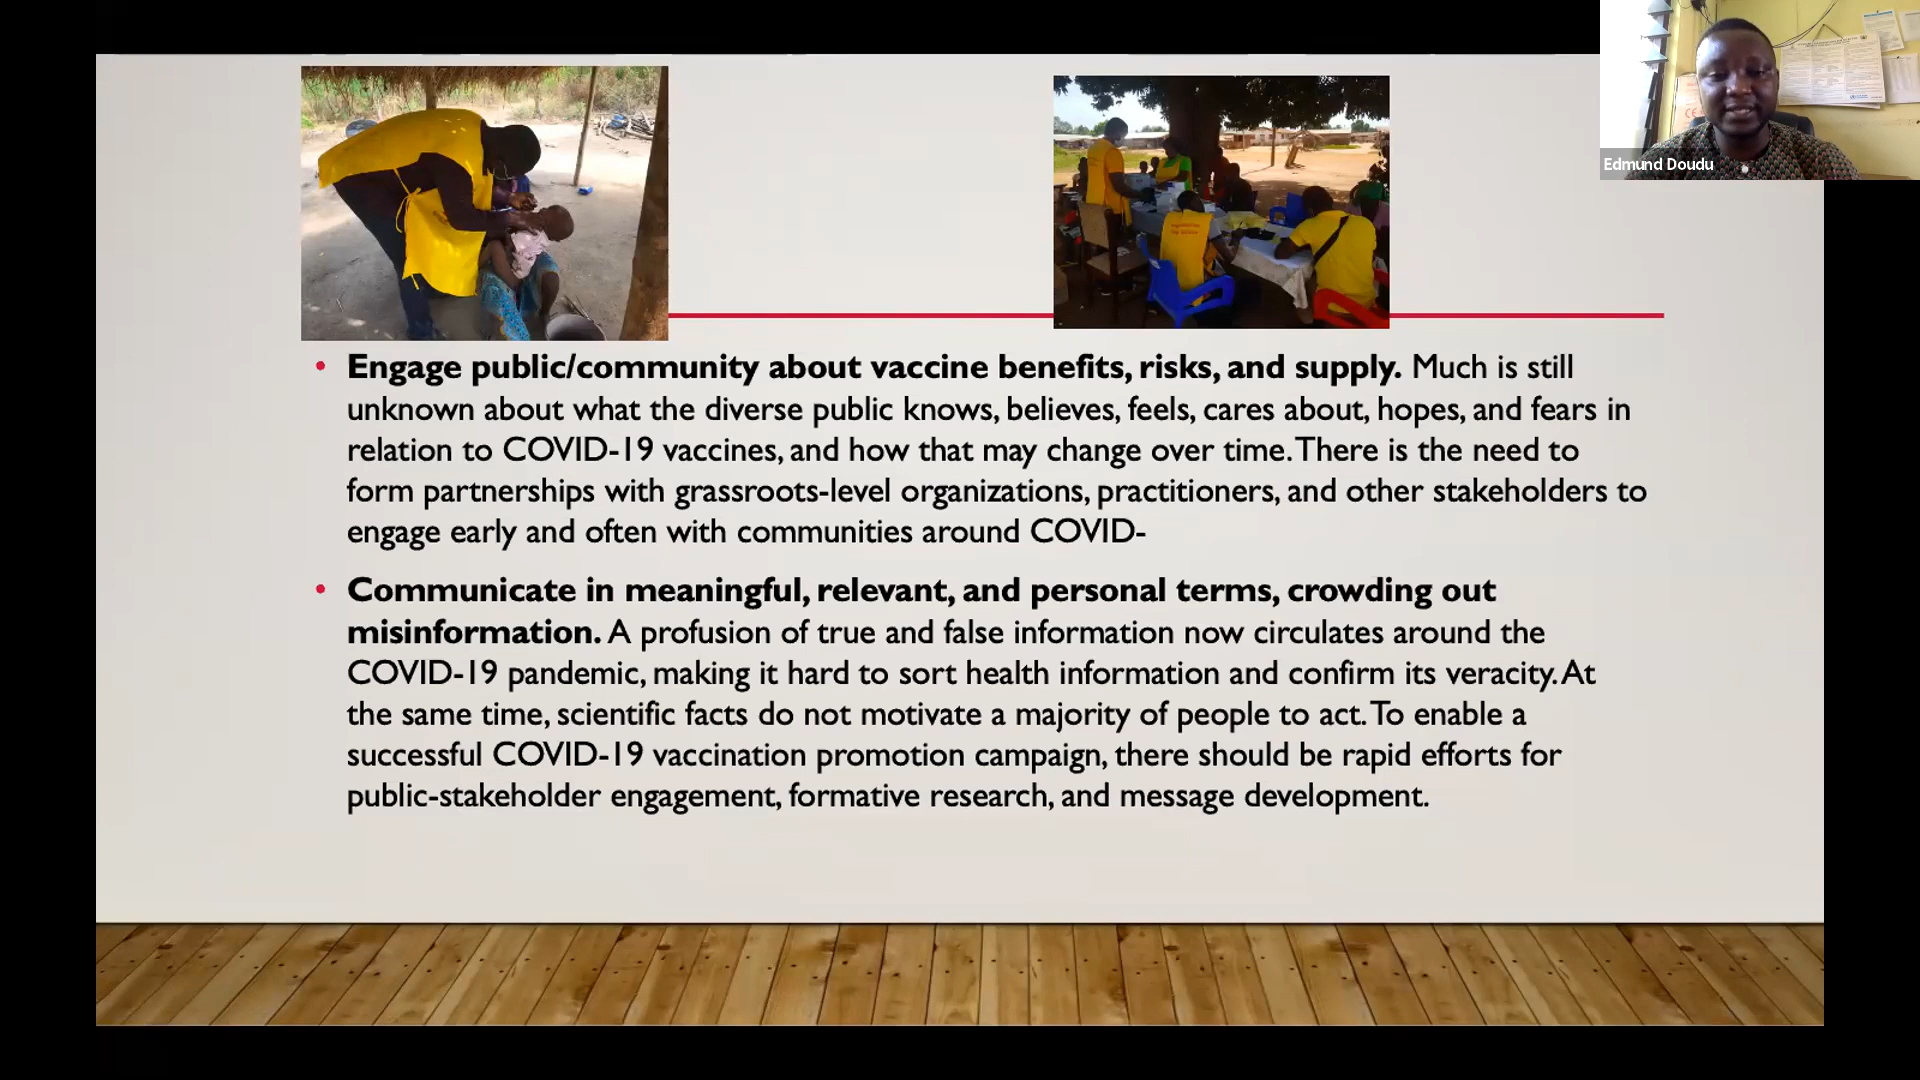 Edmund Doudu
• Engage public/community about vaccine benefits, risks, and supply. Much is still
unknown about what the diverse public knows, believes, feels, cares about, hopes, and fears in
relation to COVID-19 vaccines, and how that may change over time. There is the need to
form partnerships with grassroots-level organizations, practitioners, and other stakeholders to
engage early and often with communities around COVID-
• Communicate in meaningful, relevant, and personal terms, crowding out
misinformation. A profusion of true and false information now circulates around the
COVID-19 pandemic, making it hard to sort health information and confirm its veracity. At
the same time, scientific facts do not motivate a majority of people to act. To enable a
successful COVID-19 vaccination promotion campaign, there should be rapid efforts for
public-stakeholder engagement, formative research, and message development.